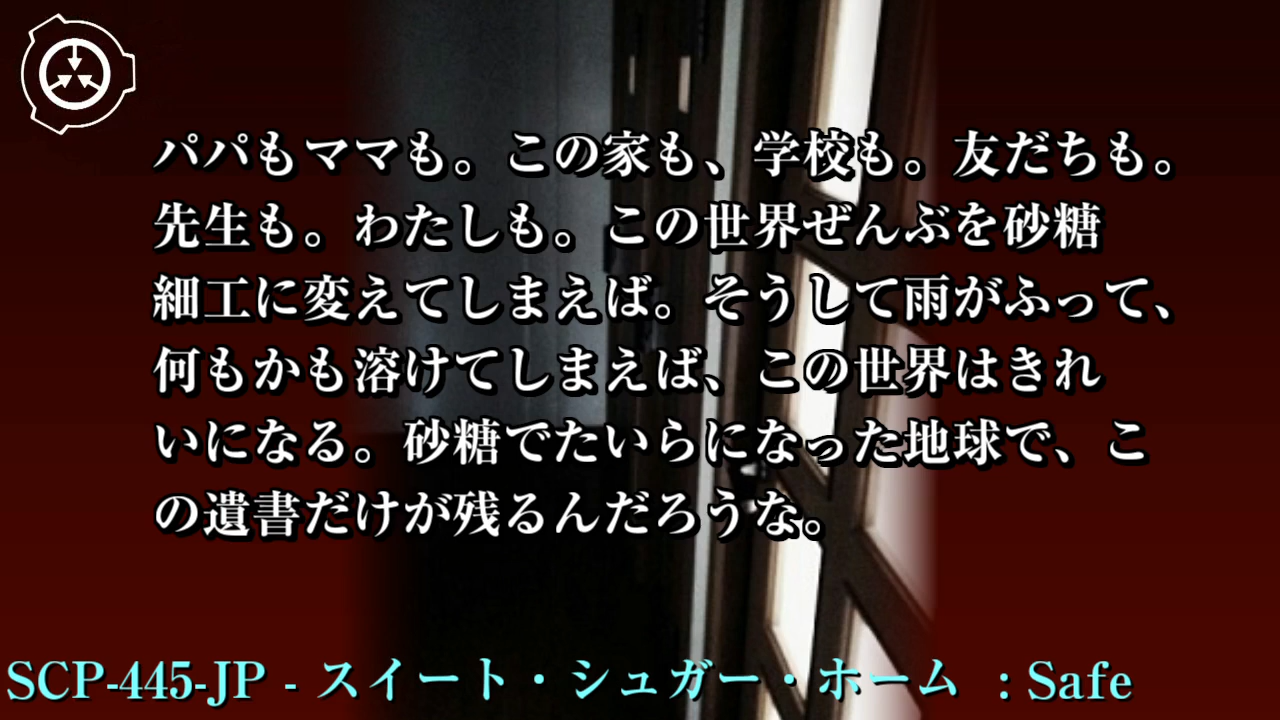 パパもママも。この家も、学校も。友だちも。
先生も。わたしも。この世界ぜんぶを砂糖
細工に変えてしまえば。そうして雨がふって、
何もかも溶けてしまえば、この世界はきれ
いになる。砂糖でたいらになった地球で、こ
の遺書だけが残るんだろうな。
SCP-445-JP - スイート・シュガー・ホーム : Safe